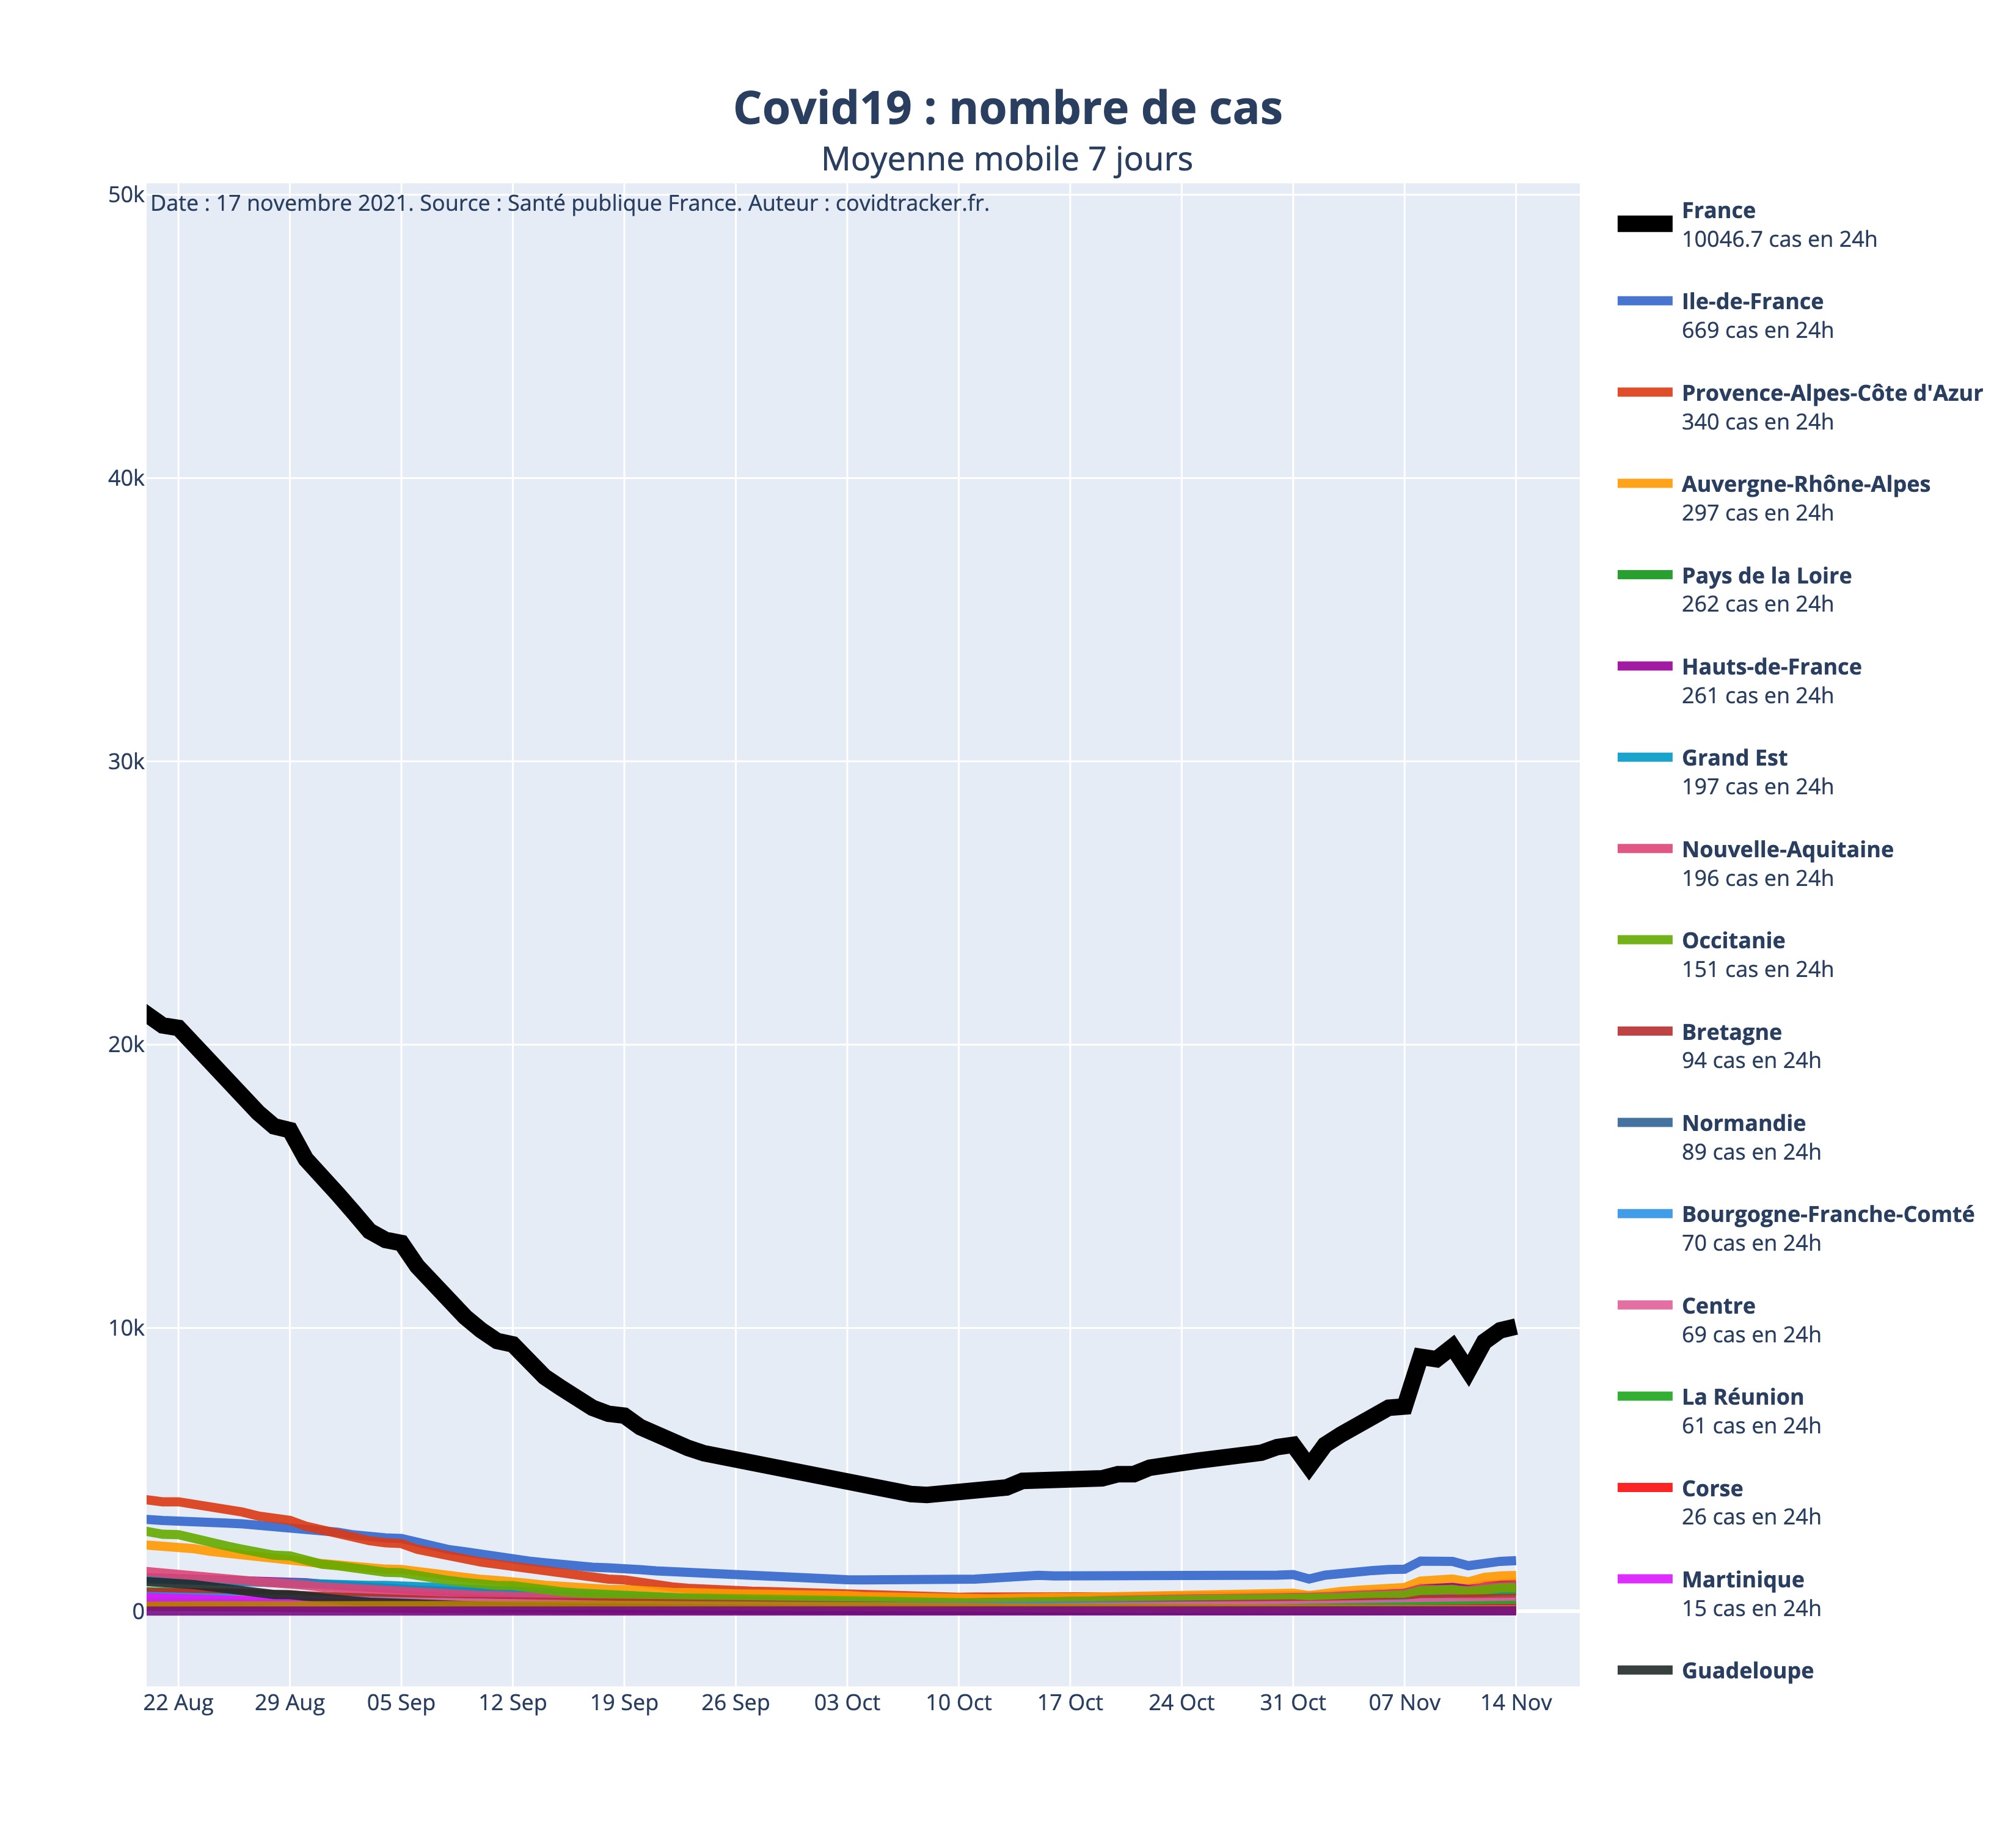 Covid19 : nombre de cas
Moyenne mobile 7 jours
50k
Date : 17 novembre 2021. Source : Santé publique France. Auteur : covidtracker.fr.
40k
30k
20k
10k
0
22 Aug
29 Aug
05 Sep
12 Sep
19 Sep
26 Sep
03 Oct
10 Oct
17 Oct
24 Oct
31 Oct
07 Nov
14 Nov
France
10046.7 cas en 24h
Ile-de-France
669 cas en 24h
Provence-Alpes-Côte d'Azur
340 cas en 24h
Auvergne-Rhône-Alpes
297 cas en 24h
Pays de la Loire
262 cas en 24h
Hauts-de-France
261 cas en 24h
Grand Est
197 cas en 24h
Nouvelle-Aquitaine
196 cas en 24h
Occitanie
151 cas en 24h
Bretagne
94 cas en 24h
Normandie
89 cas en 24h
Bourgogne-Franche-Comté
70 cas en 24h
Centre
69 cas en 24h
La Réunion
61 cas en 24h
Corse
26 cas en 24h
Martinique
15 cas en 24h
Guadeloupe